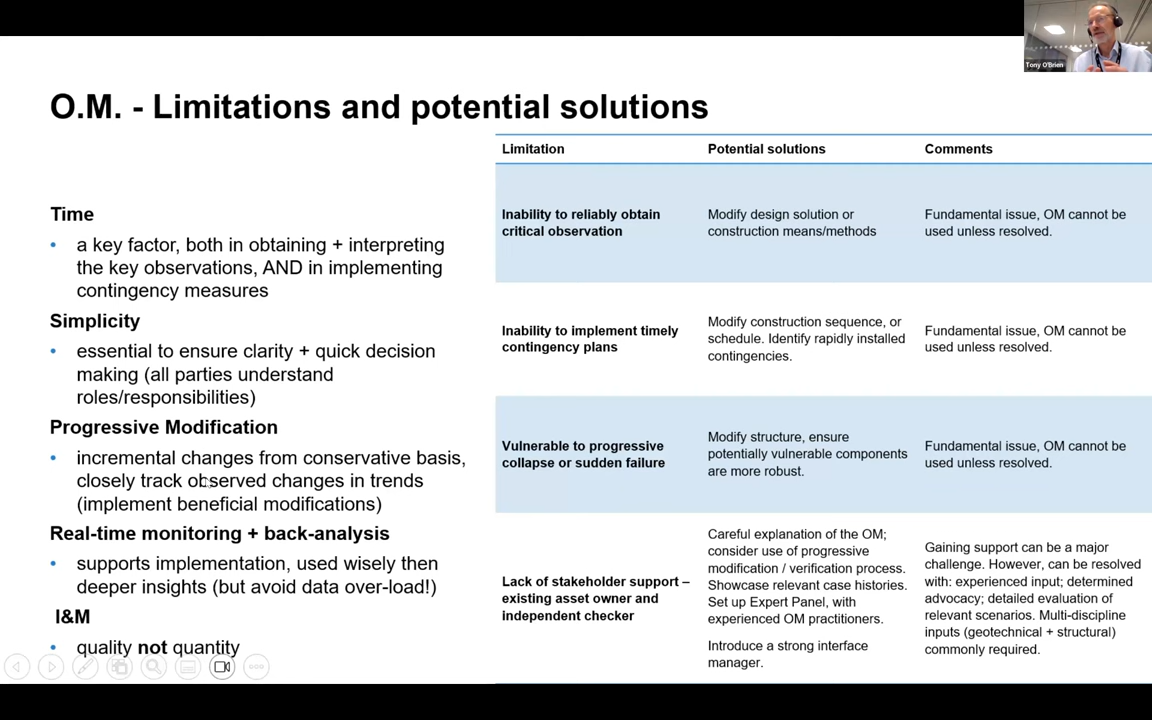 Tony O'Brien
O.M. - Limitations and potential solutions
Time
• a key factor, both in obtaining + interpreting
the key observations, AND in implementing
contingency measures
Simplicity
• essential to ensure clarity + quick decision
making (all parties understand
roles/responsibilities)
Progressive Modification
• incremental changes from conservative basis,
closely track observed changes in trends
(implement beneficial modifications)
Real-time monitoring + back-analysis
• supports implementation, used wisely then
deeper insights (but avoid data over-load!)
I&M
• quality not quantity
Limitation
Potential solutions
Comments
Inability to reliably obtain
critical observation
Modify design solution or
construction means/methods
Fundamental issue, OM cannot be
used unless resolved.
Inability to implement timely
contingency plans
Modify construction sequence, or
schedule. Identify rapidly installed
contingencies.
Fundamental issue, OM cannot be
used unless resolved.
Vulnerable to progressive
collapse or sudden failure
Modify structure, ensure
potentially vulnerable components
are more robust.
Fundamental issue, OM cannot be
used unless resolved.
Lack of stakeholder support –
existing asset owner and
independent checker
Careful explanation of the OM;
consider use of progressive
modification / verification process.
Showcase relevant case histories.
Set up Expert Panel, with
experienced OM practitioners.
Introduce a strong interface
manager.
Gaining support can be a major
challenge. However, can be resolved
with: experienced input; determined
advocacy; detailed evaluation of
relevant scenarios. Multi-discipline
inputs (geotechnical + structural)
commonly required.